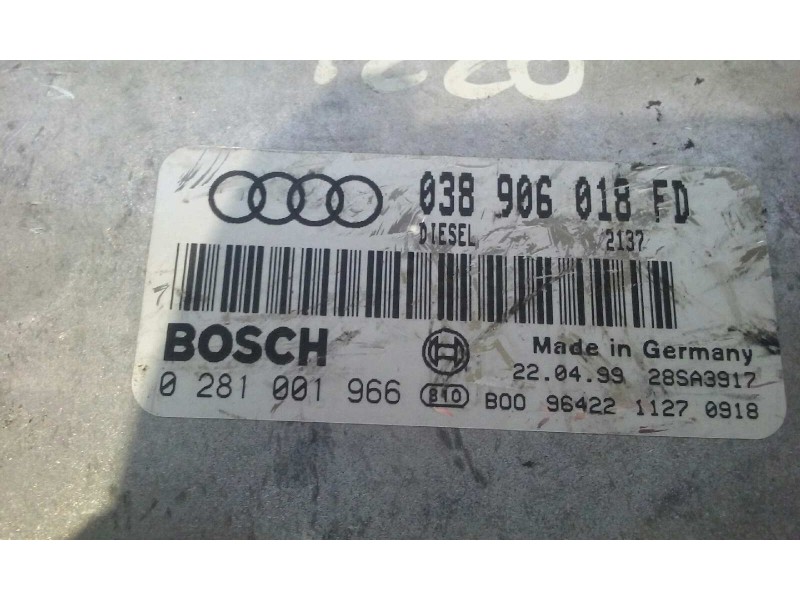 038 906 018 FD
DIESEL 2137
BOSCH
Made in Germany
22.04.99 28SA3917
0 281 001 966 810 B00 96422 1127 0918